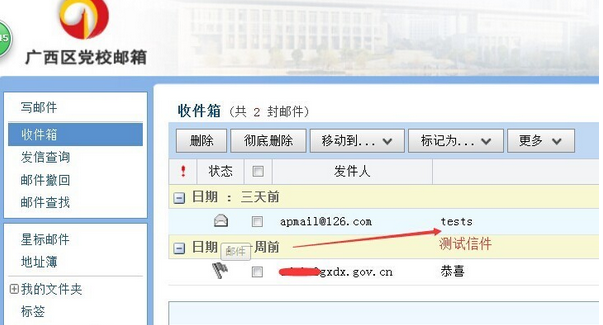 广西区党校邮箱
写邮件
收件箱
发信查询
邮件撤回
邮件查找
星标邮件
地址簿
我的文件夹
标签
收件箱 (共 2 封邮件)
删除 彻底删除 移动到... 标记为... 更多
! 状态 发件人
日期 : 三天前
apmail@126.com tests
日期 一周前 测试信件
邮件
gxdx.gov.cn 恭喜